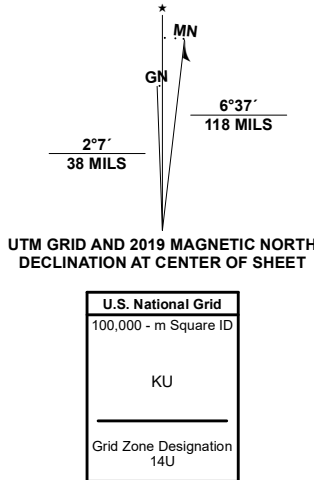 ★
MN
GN
6°37´
118 MILS
2°7´
38 MILS
UTM GRID AND 2019 MAGNETIC NORTH
DECLINATION AT CENTER OF SHEET
U.S. National Grid
100,000 - m Square ID
KU
Grid Zone Designation
14U